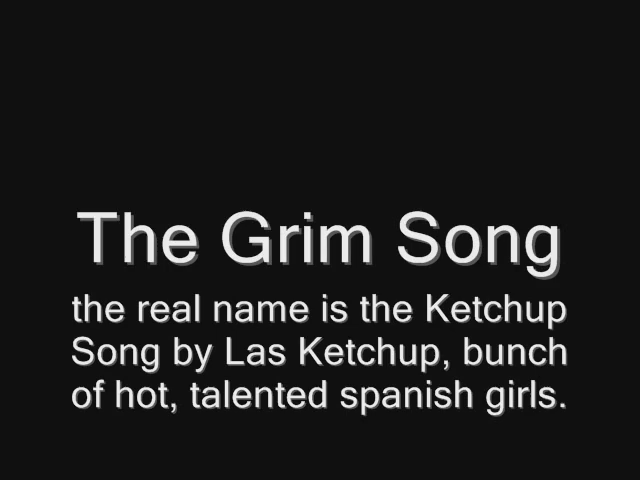 The Grim Song
the real name is the Ketchup
Song by Las Ketchup, bunch
of hot, talented spanish girls.